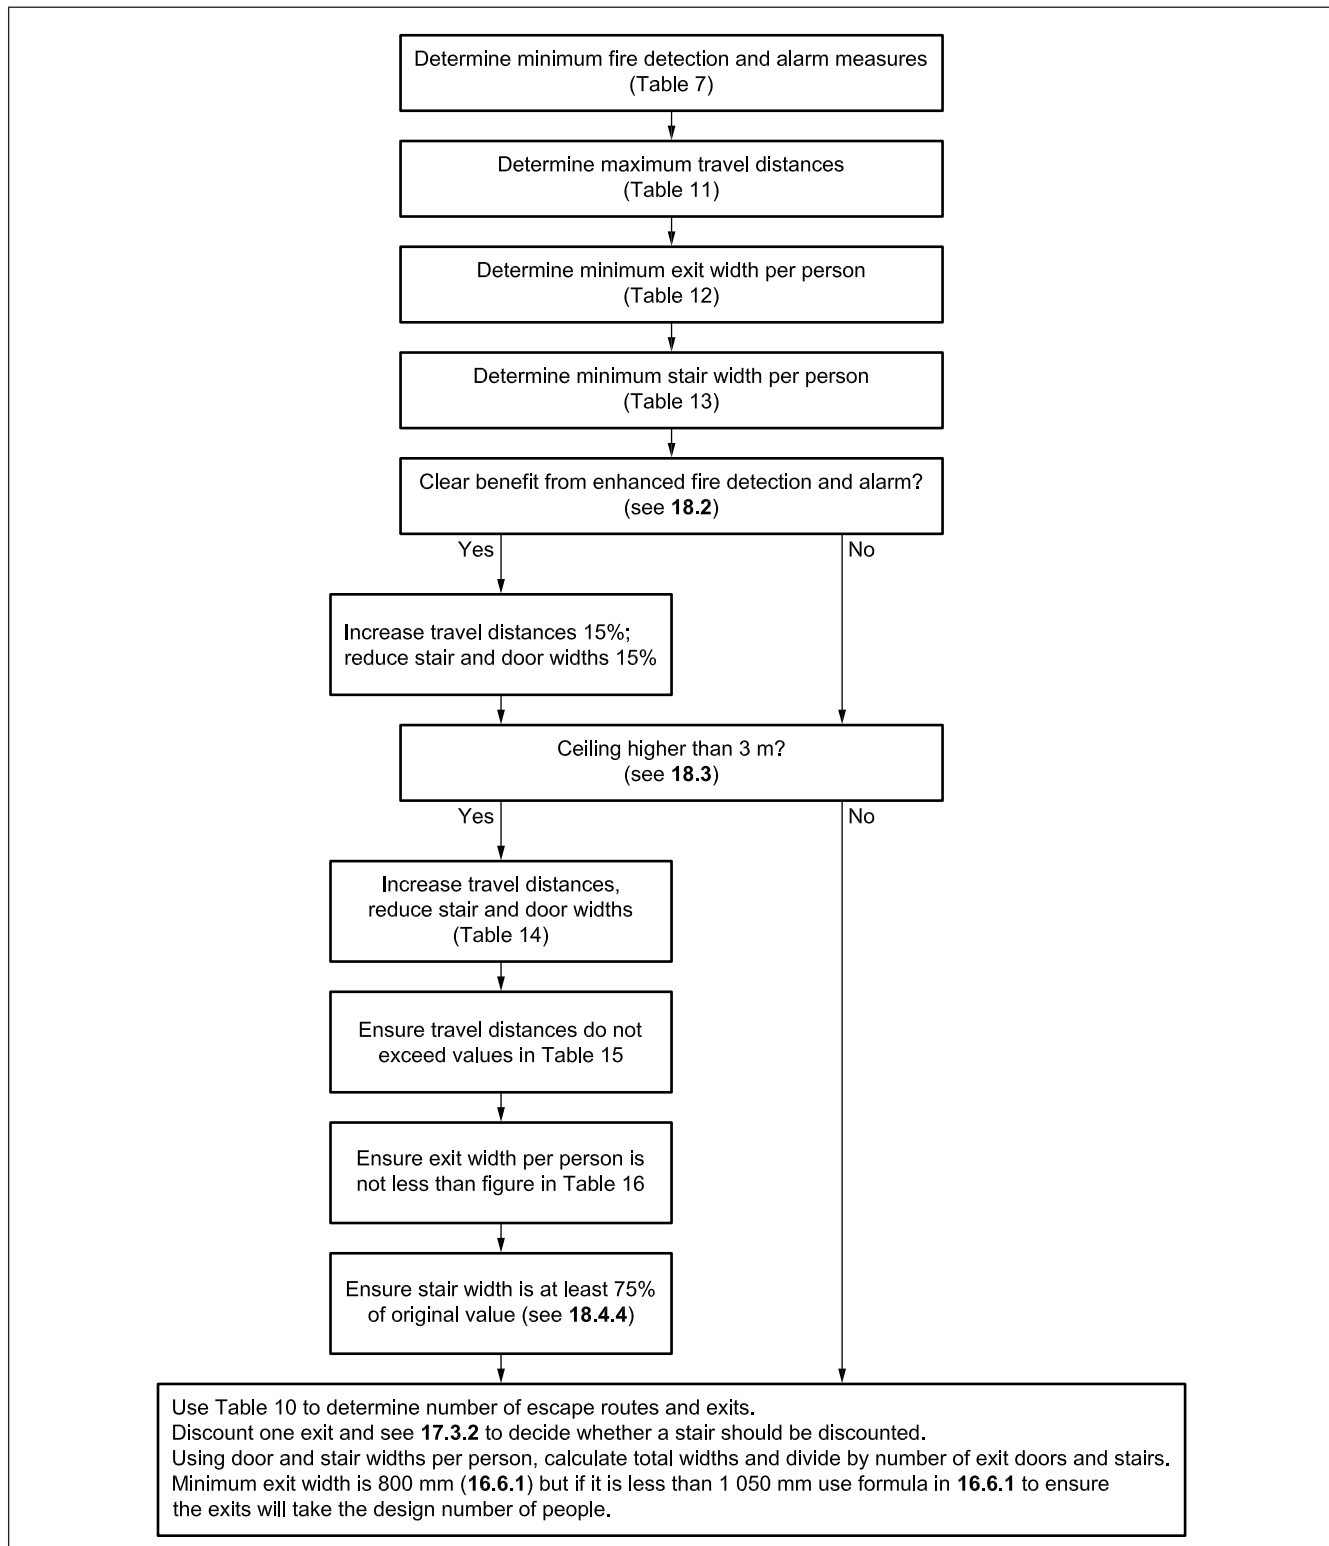 Determine minimum fire detection and alarm measures
(Table 7)
Determine maximum travel distances
(Table 11)
Determine minimum exit width per person
(Table 12)
Determine minimum stair width per person
(Table 13)
Clear benefit from enhanced fire detection and alarm?
(see 18.2)
Yes
No
Increase travel distances 15%;
reduce stair and door widths 15%
Ceiling higher than 3 m?
(see 18.3)
Yes
No
Increase travel distances,
reduce stair and door widths
(Table 14)
Ensure travel distances do not
exceed values in Table 15
Ensure exit width per person is
not less than figure in Table 16
Ensure stair width is at least 75%
of original value (see 18.4.4)
Use Table 10 to determine number of escape routes and exits.
Discount one exit and see 17.3.2 to decide whether a stair should be discounted.
Using door and stair widths per person, calculate total widths and divide by number of exit doors and stairs.
Minimum exit width is 800 mm (16.6.1) but if it is less than 1 050 mm use formula in 16.6.1 to ensure
the exits will take the design number of people.